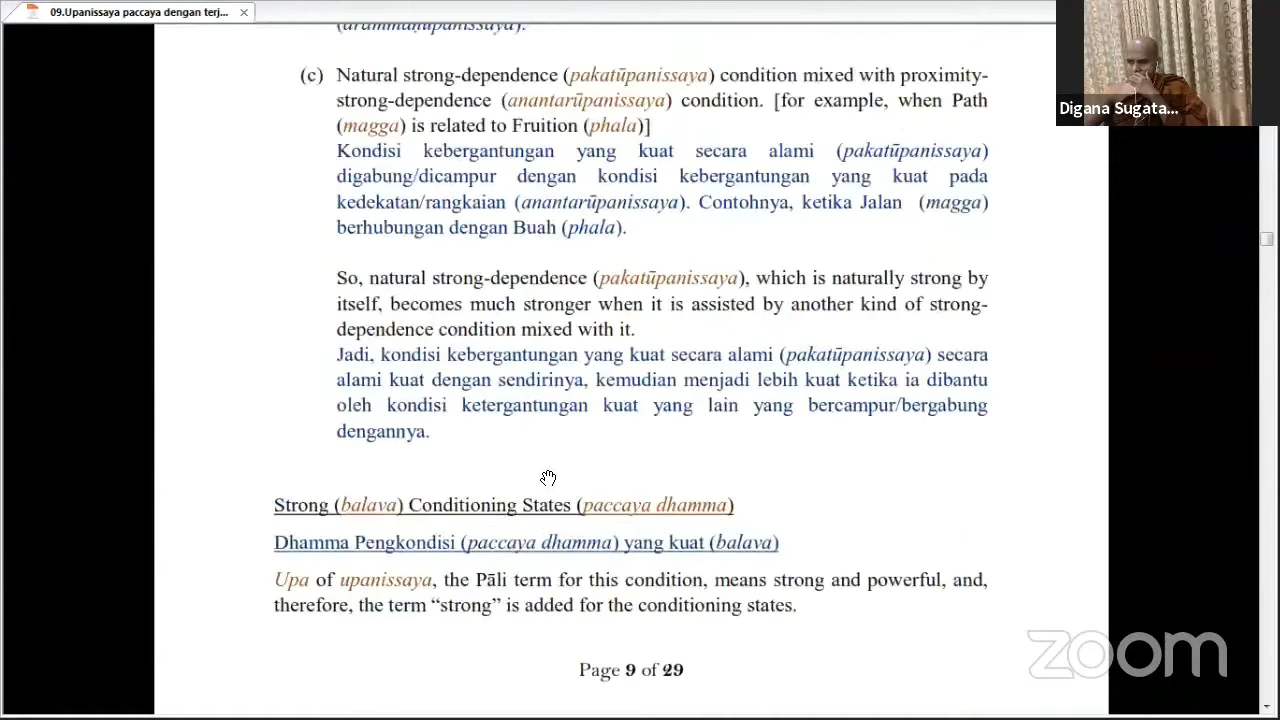 09.Upanissaya paccaya dengan terj...
(ārammaṇūpanissaya).
(c) Natural strong-dependence (pakatūpanissaya) condition mixed with proximity-
strong-dependence (anantarūpanissaya) condition. [for example, when Path
(magga) is related to Fruition (phala)]
Kondisi kebergantungan yang kuat secara alami (pakatūpanissaya)
digabung/dicampur dengan kondisi kebergantungan yang kuat pada
kedekatan/rangkaian (anantarūpanissaya). Contohnya, ketika Jalan (magga)
berhubungan dengan Buah (phala).
So, natural strong-dependence (pakatūpanissaya), which is naturally strong by
itself, becomes much stronger when it is assisted by another kind of strong-
dependence condition mixed with it.
Jadi, kondisi kebergantungan yang kuat secara alami (pakatūpanissaya) secara
alami kuat dengan sendirinya, kemudian menjadi lebih kuat ketika ia dibantu
oleh kondisi ketergantungan kuat yang lain yang bercampur/bergabung
dengannya.
Strong (balava) Conditioning States (paccaya dhamma)
Dhamma Pengkondisi (paccaya dhamma) yang kuat (balava)
Upa of upanissaya, the Pāli term for this condition, means strong and powerful, and,
therefore, the term “strong” is added for the conditioning states.
Page 9 of 29
Digana Sugata...
zoom